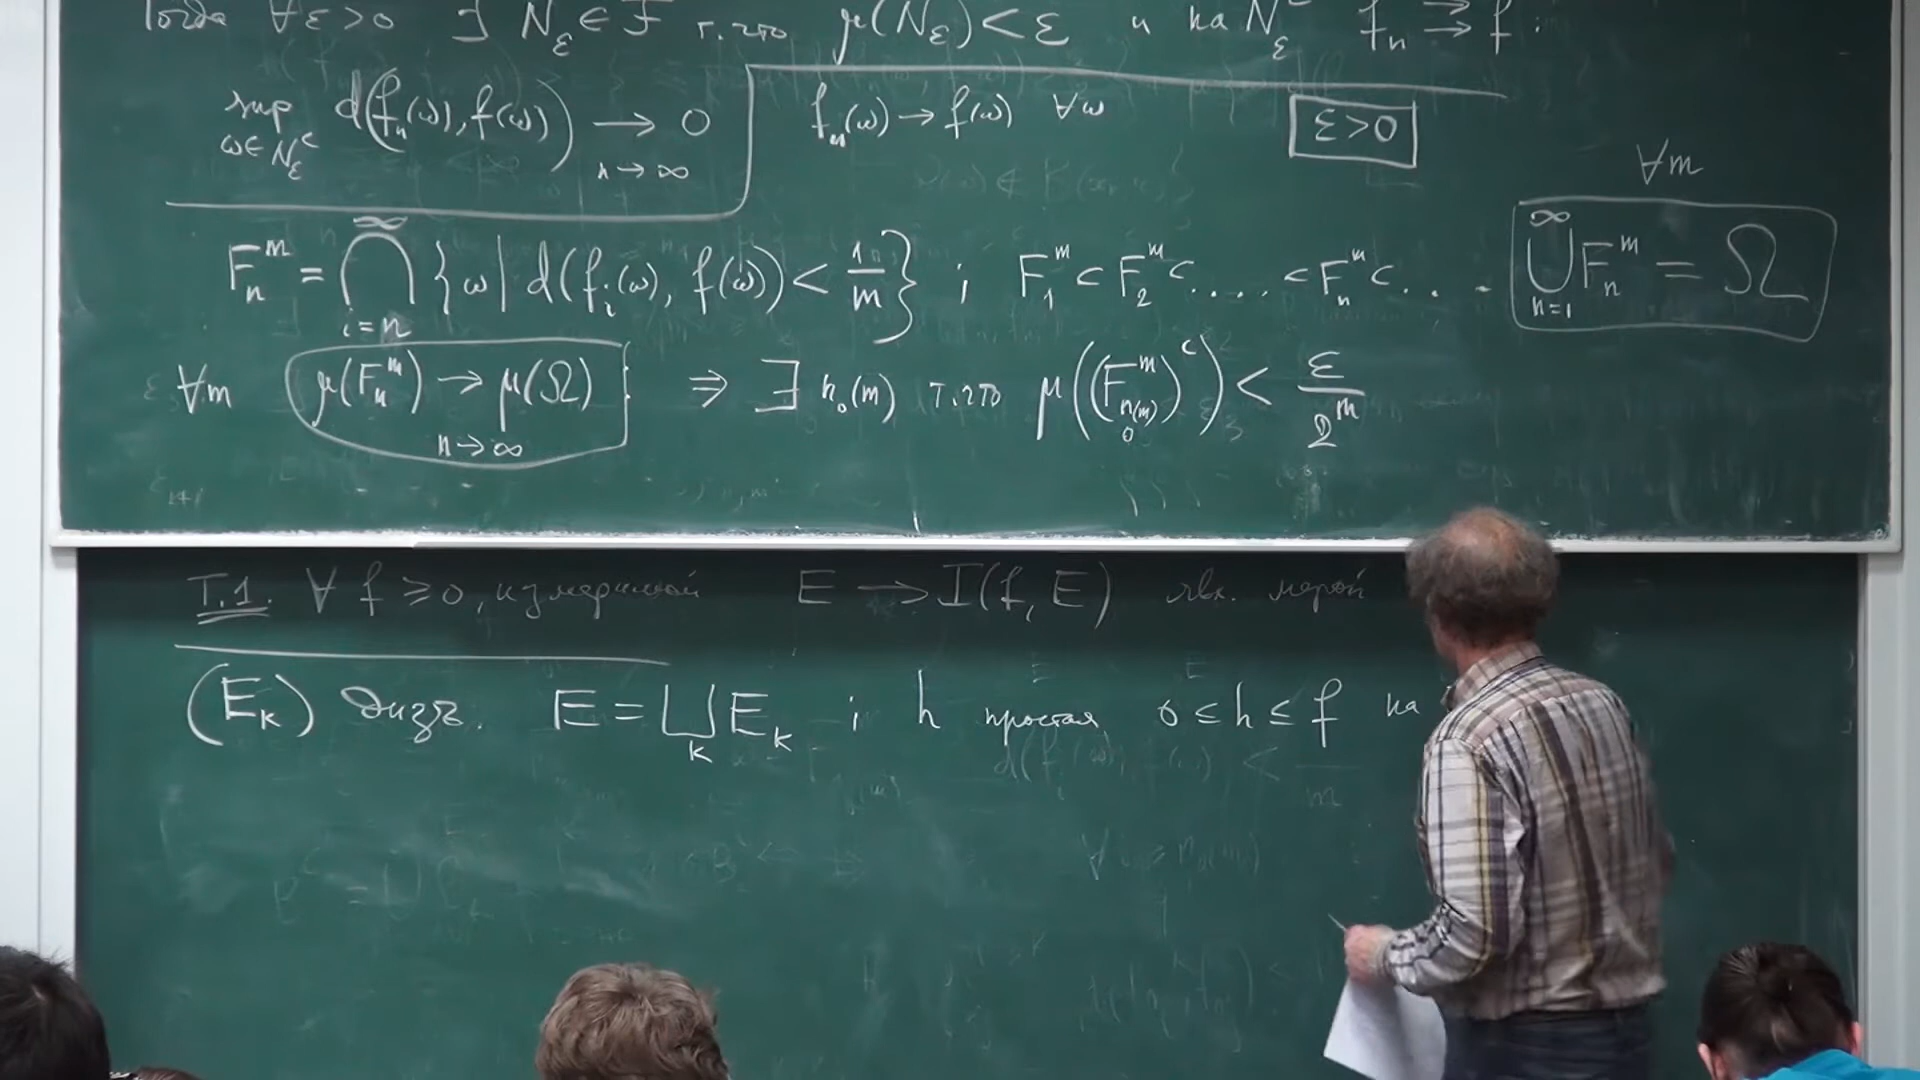 Тогда ∀ε>0 ∃ N_ε ∈ F т.что μ(N_ε) < ε и на N_ε^c f_n ⇉ f :
sup_{ω∈N_ε^c} d(f_n(ω), f(ω)) → 0 n→∞
f_n(ω) → f(ω) ∀ω
ε>0
∀m
F_n^m = ⋂_{i=n}^∞ {ω | d(f_i(ω), f(ω)) < 1/m} ; F_1^m ⊂ F_2^m ⊂ .... ⊂ F_n^m ⊂ ...
⋃_{n=1}^∞ F_n^m = Ω
∀m μ(F_n^m) → μ(Ω) n→∞ ⇒ ∃ n_0(m) т.что μ((F_{n_0(m)}^m)^c) < ε/2^m
Т.1. ∀ f ≥ 0, измеримой E → I(f, E) явл. мерой
(E_k) дизъ. E = ⊔_k E_k ; h простая 0 ≤ h ≤ f на